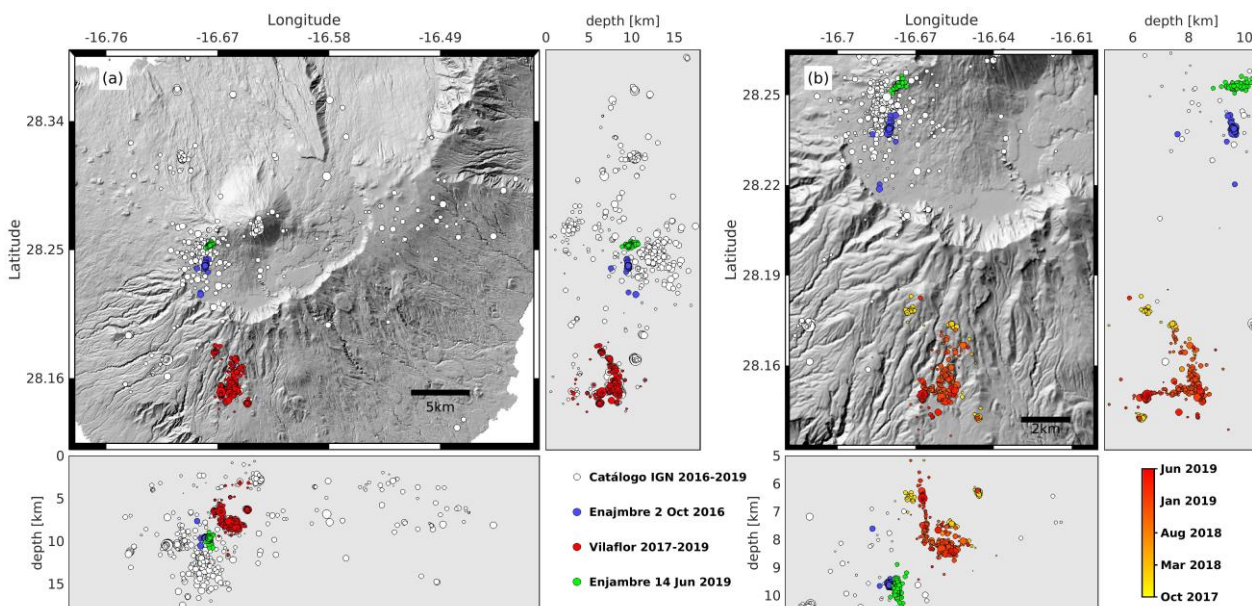 Longitude
-16.76 -16.67 -16.58 -16.49
depth [km]
0 5 10 15
(a)
Latitude
28.34
28.25
28.16
5km
0
5
10
15
depth [km]
Catálogo IGN 2016-2019
Enajmbre 2 Oct 2016
Vilaflor 2017-2019
Enjambre 14 Jun 2019
Longitude
-16.7 -16.67 -16.64 -16.61
depth [km]
6 8 10
(b)
Latitude
28.25
28.22
28.19
28.16
2km
5
6
7
8
9
10
depth [km]
Jun 2019
Jan 2019
Aug 2018
Mar 2018
Oct 2017